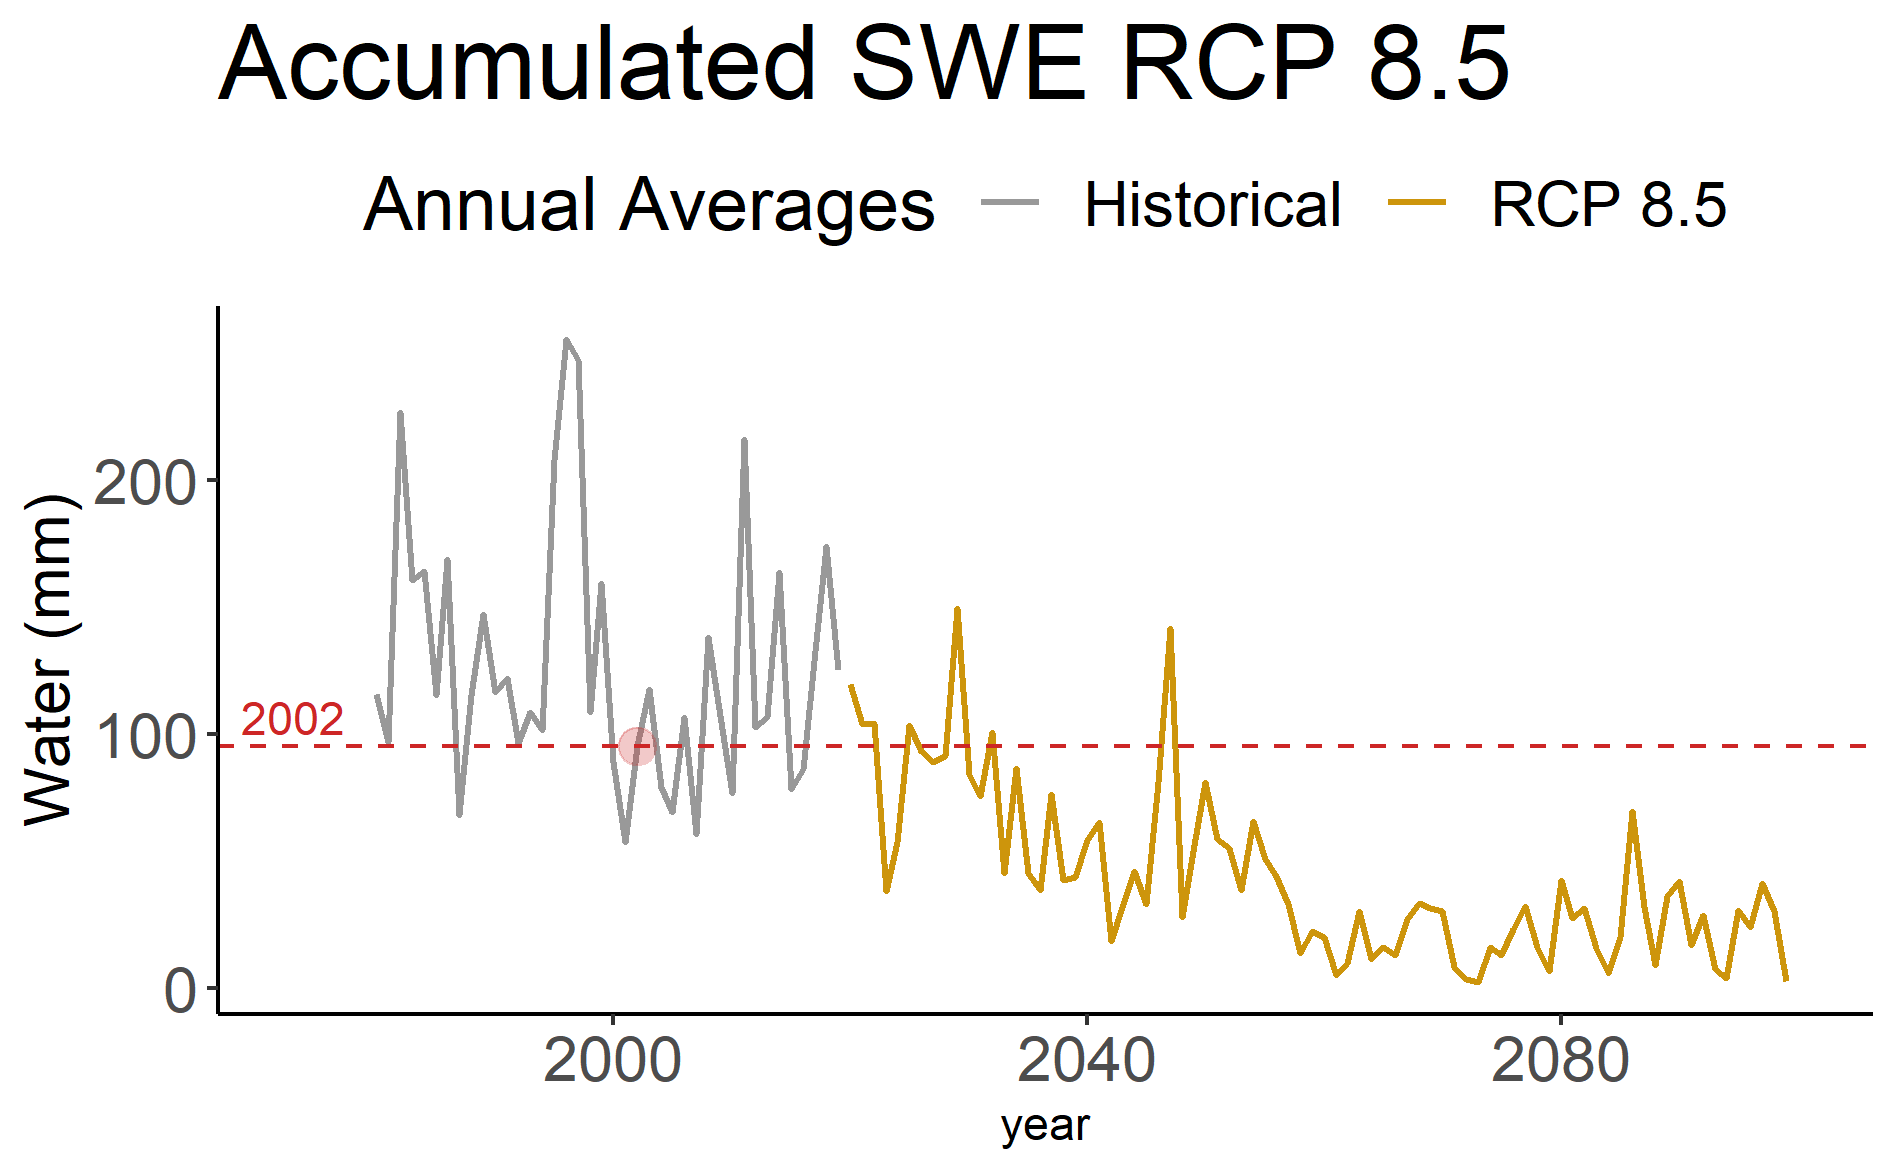 Accumulated SWE RCP 8.5
Annual Averages Historical RCP 8.5
Water (mm)
200
100
0
2002
2000 2040 2080
year